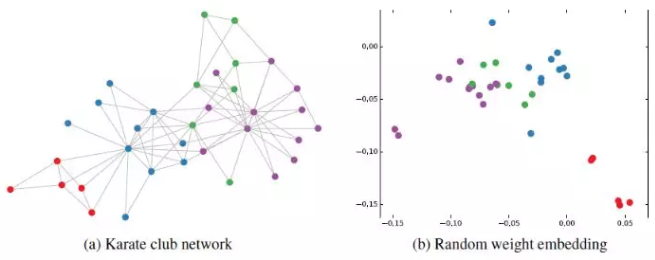 0,00
−0,05
−0,10
−0,15
−0,15 −0,10 −0,05 0,00 0,05
(a) Karate club network
(b) Random weight embedding